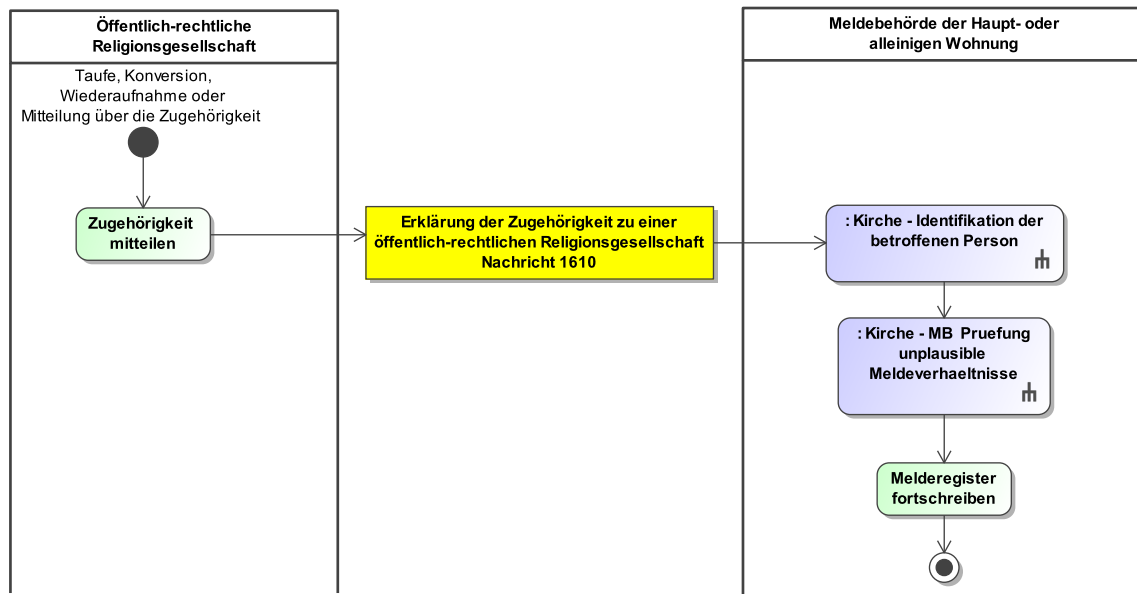 Öffentlich-rechtliche
Religionsgesellschaft
Taufe, Konversion,
Wiederaufnahme oder
Mitteilung über die Zugehörigkeit
Zugehörigkeit
mitteilen
Erklärung der Zugehörigkeit zu einer
öffentlich-rechtlichen Religionsgesellschaft
Nachricht 1610
Meldebehörde der Haupt- oder
alleinigen Wohnung
: Kirche - Identifikation der
betroffenen Person
: Kirche - MB Pruefung
unplausible
Meldeverhaeltnisse
Melderegister
fortschreiben